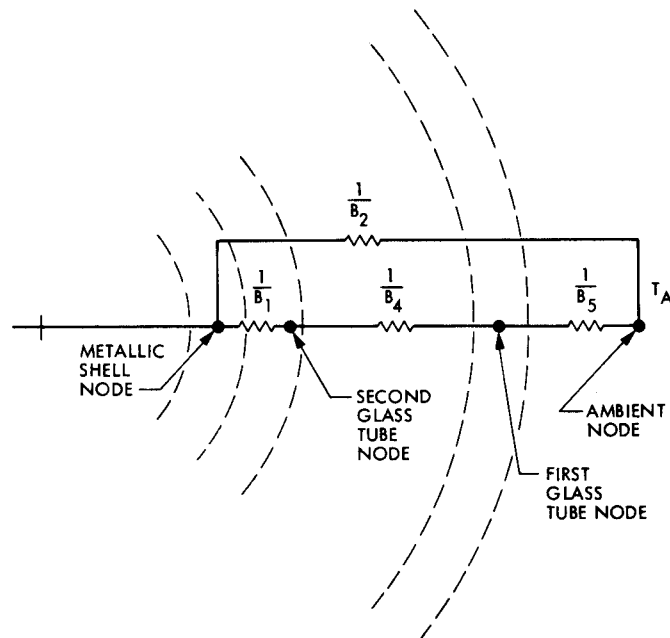 1
B2
1
B1
1
B4
1
B5
TA
METALLIC
SHELL
NODE
SECOND
GLASS
TUBE
NODE
AMBIENT
NODE
FIRST
GLASS
TUBE NODE